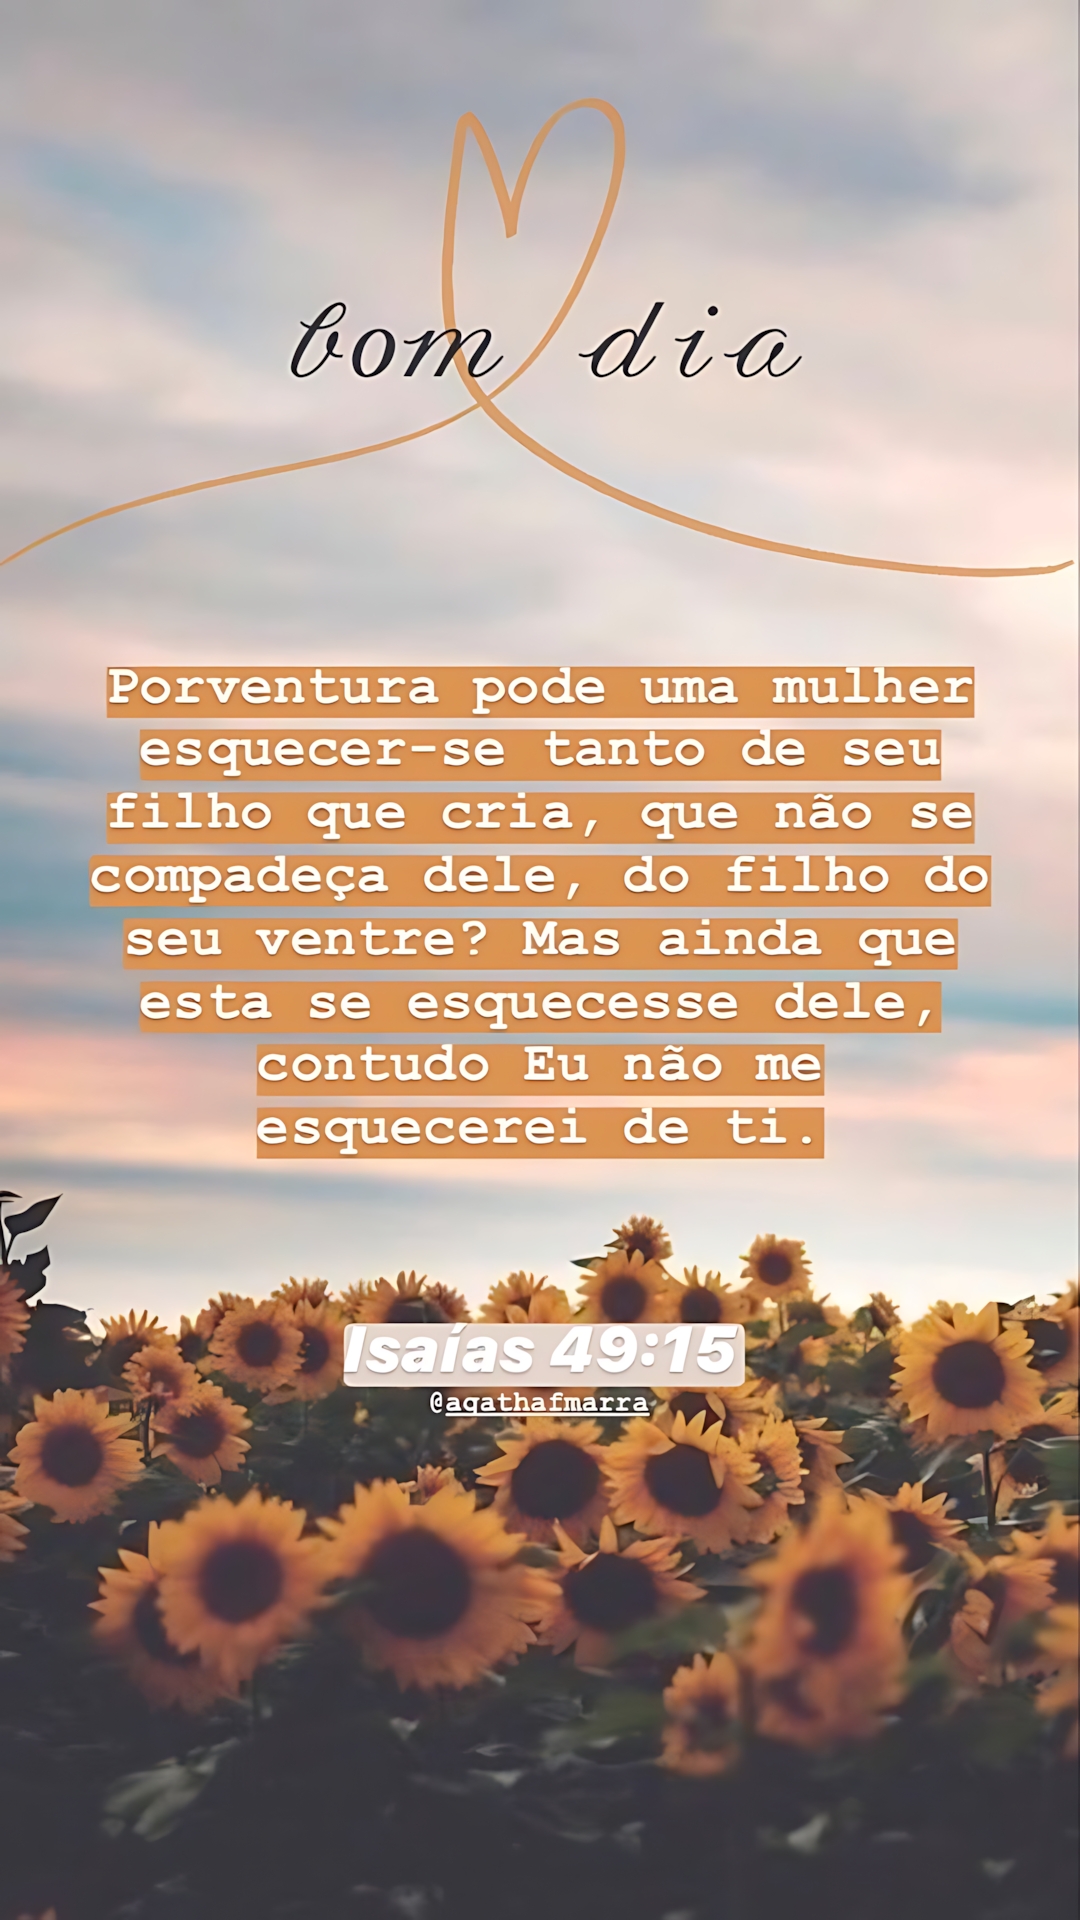 bom dia
Porventura pode uma mulher
esquecer-se tanto de seu
filho que cria, que não se
compadeça dele, do filho do
seu ventre? Mas ainda que
esta se esquecesse dele,
contudo Eu não me
esquecerei de ti.
Isaías 49:15
@agathafmarra